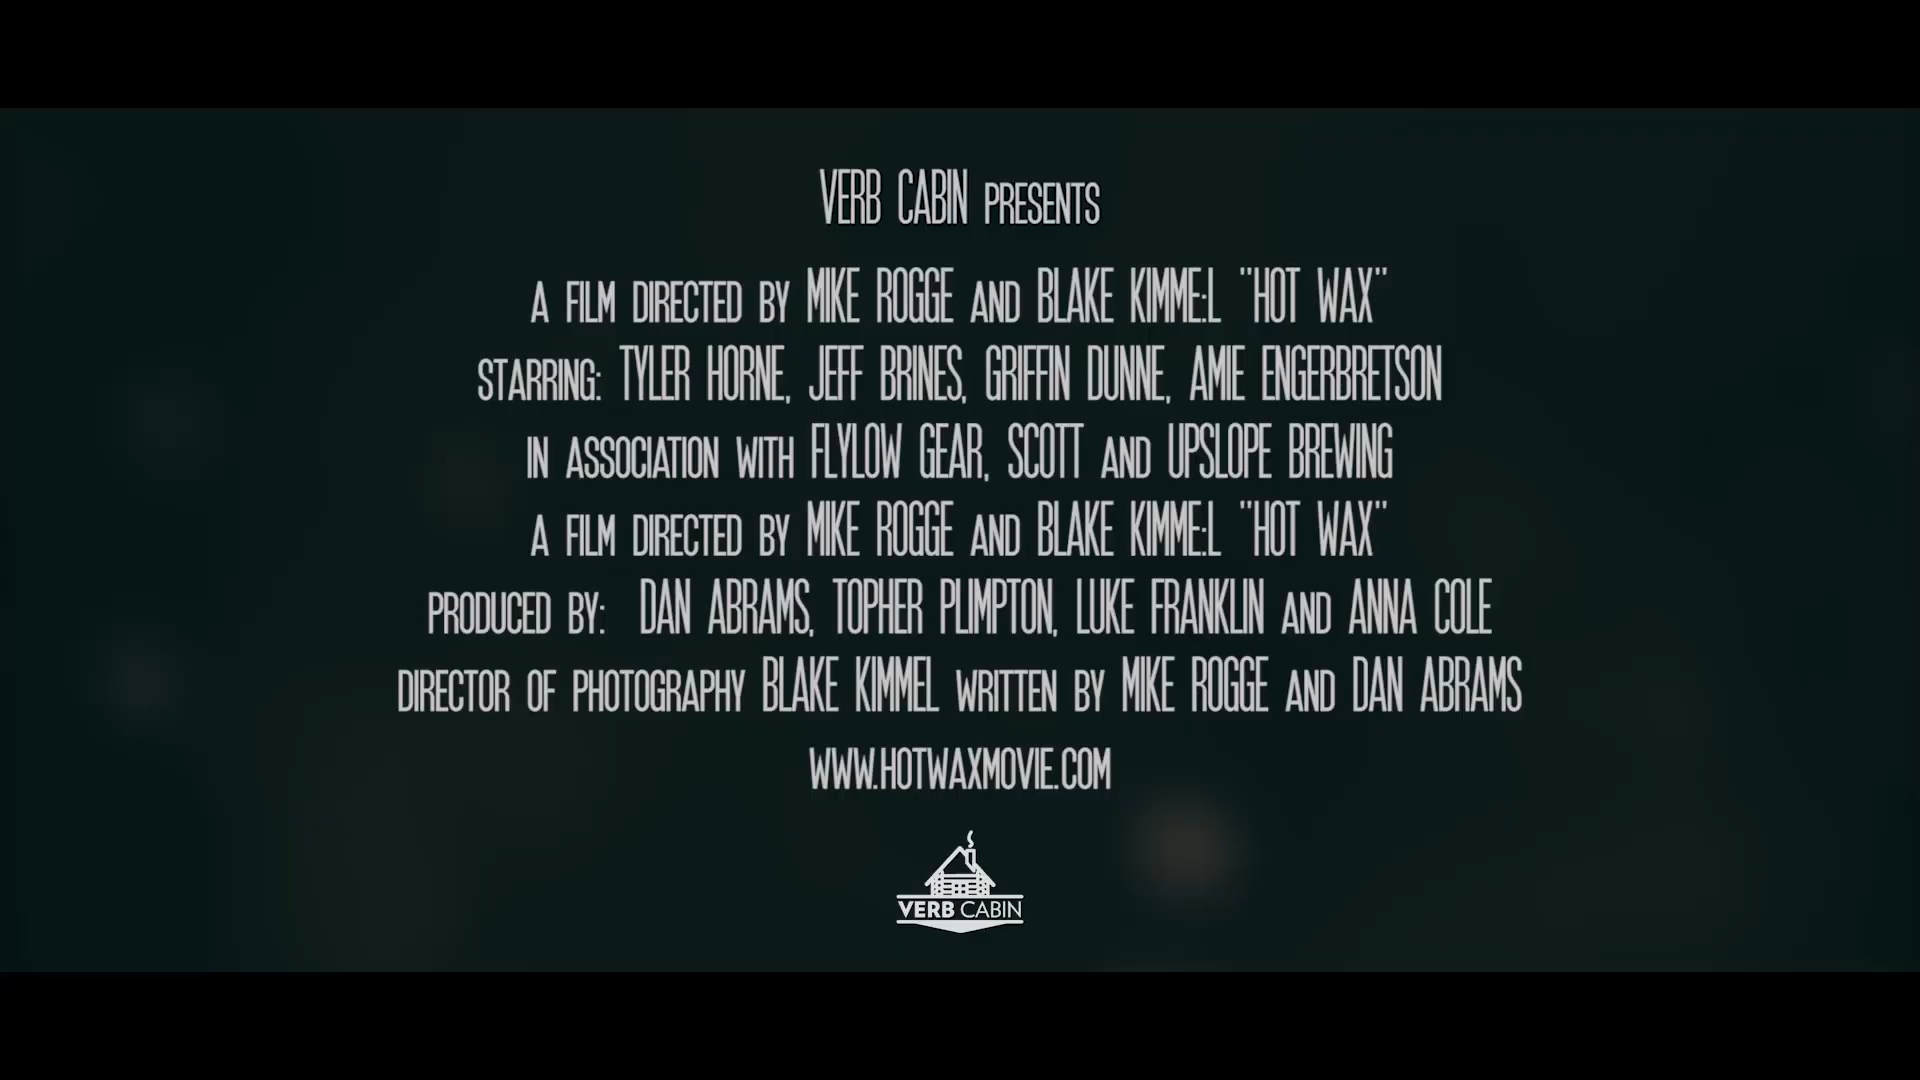 VERB CABIN PRESENTS
A FILM DIRECTED BY MIKE ROGGE AND BLAKE KIMME:L "HOT WAX"
STARRING: TYLER HORNE, JEFF BRINES, GRIFFIN DUNNE, AMIE ENGERBRETSON
IN ASSOCIATION WITH FLYLOW GEAR, SCOTT AND UPSLOPE BREWING
A FILM DIRECTED BY MIKE ROGGE AND BLAKE KIMME:L "HOT WAX"
PRODUCED BY: DAN ABRAMS, TOPHER PLIMPTON, LUKE FRANKLIN AND ANNA COLE
DIRECTOR OF PHOTOGRAPHY BLAKE KIMMEL WRITTEN BY MIKE ROGGE AND DAN ABRAMS
WWW.HOTWAXMOVIE.COM
VERB CABIN